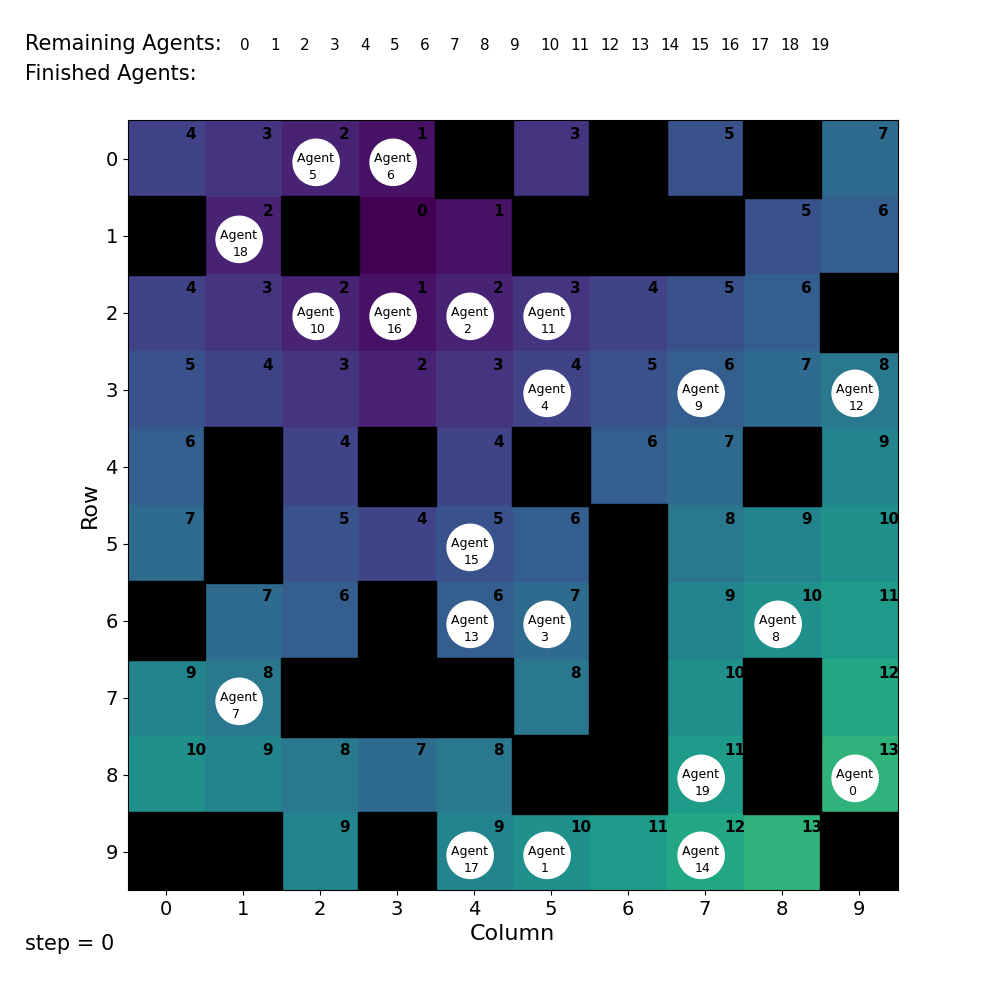 Remaining Agents: 0 1 2 3 4 5 6 7 8 9 10 11 12 13 14 15 16 17 18 19
Finished Agents:
0 4 3 2 1 3 5 7
Agent 5 Agent 6
1 2 0 1 5 6
Agent 18
2 4 3 2 1 2 3 4 5 6
Agent 10 Agent 16 Agent 2 Agent 11
3 5 4 3 2 3 4 5 6 7 8
Agent 4 Agent 9 Agent 12
4 6 4 4 6 7 9
5 7 5 4 5 6 8 9 10
Agent 15
6 7 6 6 7 9 10 11
Agent 13 Agent 3 Agent 8
7 9 8 8 10 12
Agent 7
8 10 9 8 7 8 11 13
Agent 19 Agent 0
9 9 9 10 11 12 13
Agent 17 Agent 1 Agent 14
Row
0 1 2 3 4 5 6 7 8 9
Column
step = 0